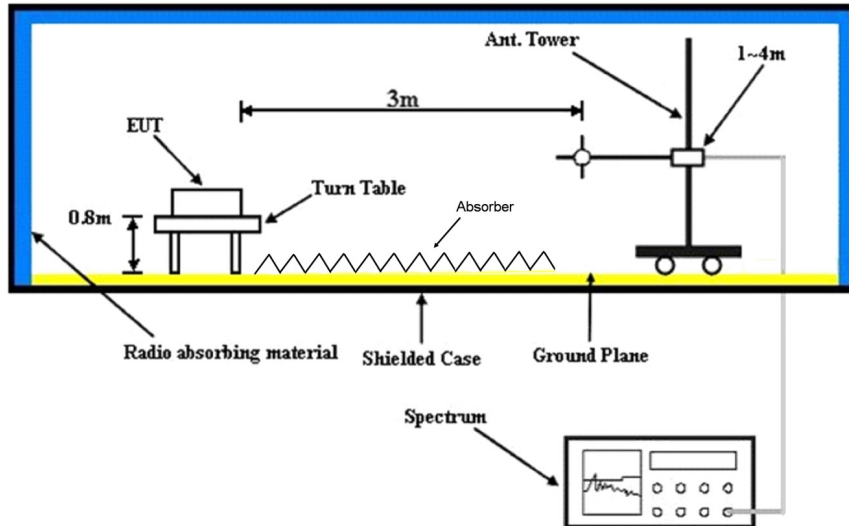 Ant. Tower
1~4m
3m
EUT
Turn Table
0.8m
Absorber
Radio absorbing material
Shielded Case
Ground Plane
Spectrum